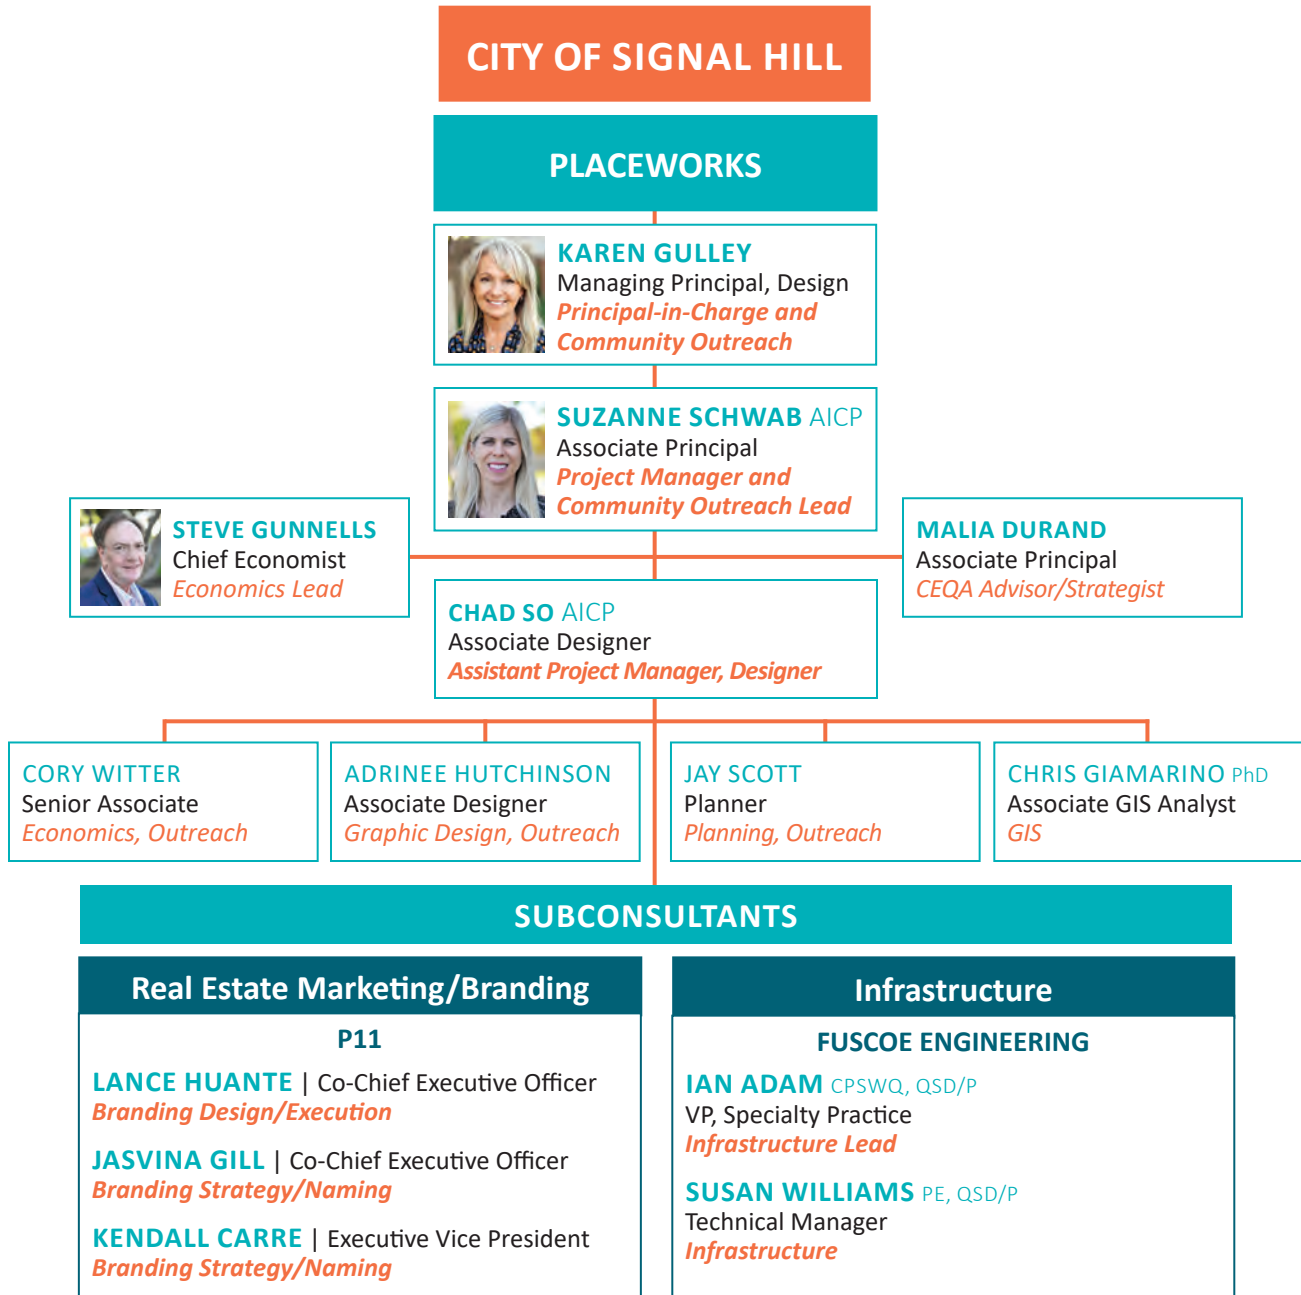 CITY OF SIGNAL HILL
PLACEWORKS
KAREN GULLEY
Managing Principal, Design
Principal-in-Charge and
Community Outreach
SUZANNE SCHWAB AICP
Associate Principal
Project Manager and
Community Outreach Lead
STEVE GUNNELLS
Chief Economist
Economics Lead
MALIA DURAND
Associate Principal
CEQA Advisor/Strategist
CHAD SO AICP
Associate Designer
Assistant Project Manager, Designer
CORY WITTER
Senior Associate
Economics, Outreach
ADRINEE HUTCHINSON
Associate Designer
Graphic Design, Outreach
JAY SCOTT
Planner
Planning, Outreach
CHRIS GIAMARINO PhD
Associate GIS Analyst
GIS
SUBCONSULTANTS
Real Estate Marketing/Branding
P11
LANCE HUANTE | Co-Chief Executive Officer
Branding Design/Execution
JASVINA GILL | Co-Chief Executive Officer
Branding Strategy/Naming
KENDALL CARRE | Executive Vice President
Branding Strategy/Naming
Infrastructure
FUSCOE ENGINEERING
IAN ADAM CPSWQ, QSD/P
VP, Specialty Practice
Infrastructure Lead
SUSAN WILLIAMS PE, QSD/P
Technical Manager
Infrastructure